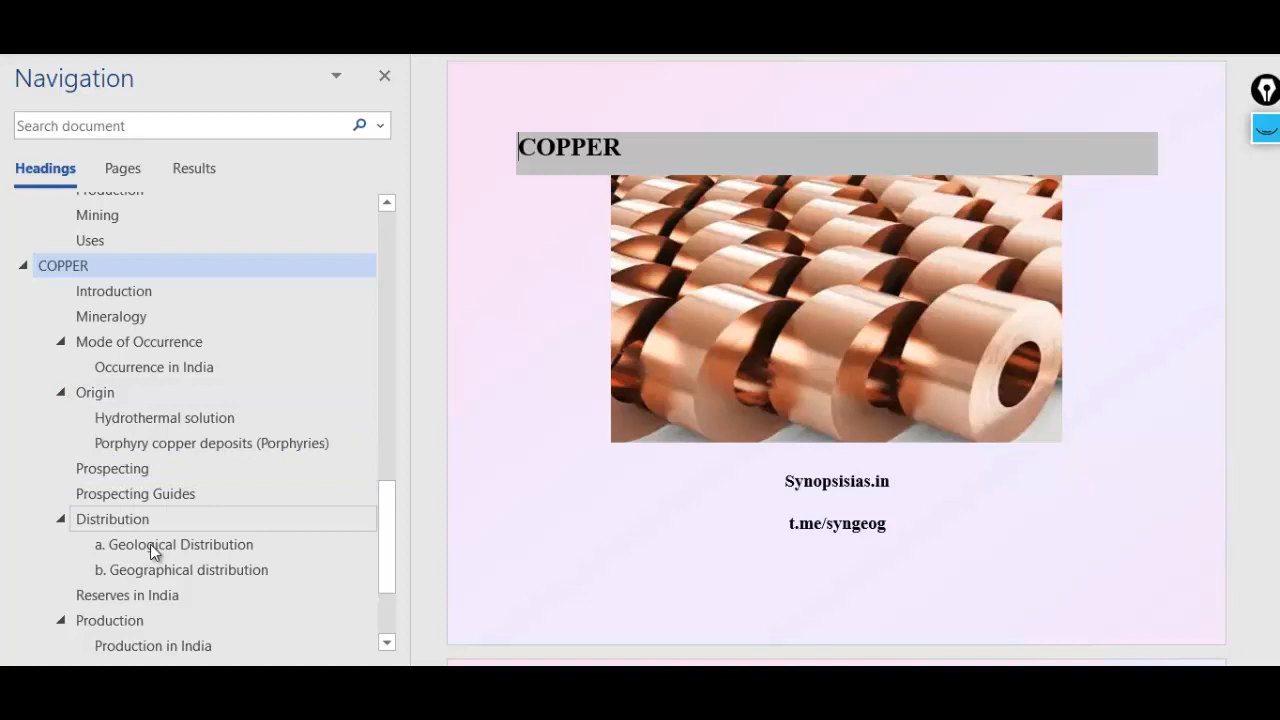 Navigation
Search document
Headings Pages Results
Production
Mining
Uses
COPPER
Introduction
Mineralogy
Mode of Occurrence
Occurrence in India
Origin
Hydrothermal solution
Porphyry copper deposits (Porphyries)
Prospecting
Prospecting Guides
Distribution
a. Geological Distribution
b. Geographical distribution
Reserves in India
Production
Production in India
COPPER
Synopsisias.in
t.me/syngeog